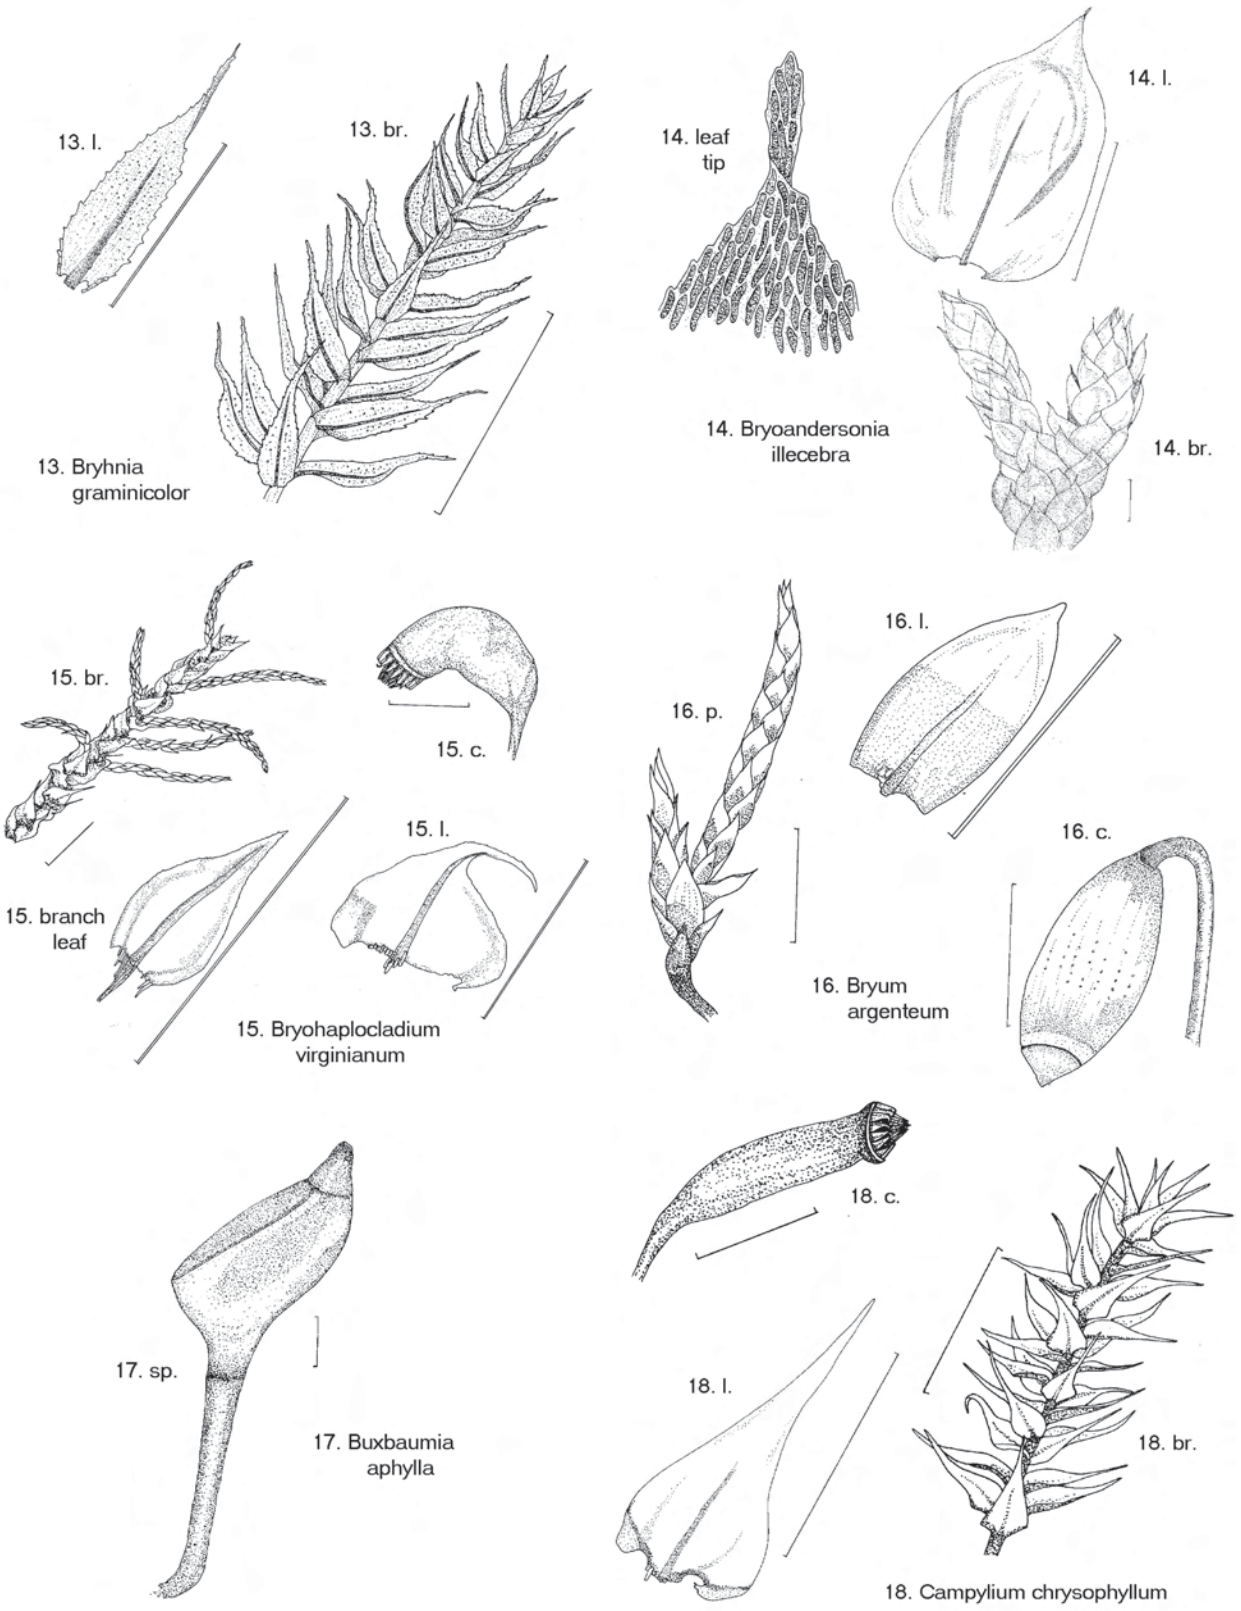 13. l.
13. br.
13. Bryhnia
graminicolor
14. leaf
tip
14. l.
14. Bryoandersonia
illecebra
14. br.
15. br.
15. c.
15. branch
leaf
15. l.
15. Bryohaplocladium
virginianum
16. p.
16. l.
16. c.
16. Bryum
argenteum
17. sp.
17. Buxbaumia
aphylla
18. c.
18. l.
18. br.
18. Campylium chrysophyllum